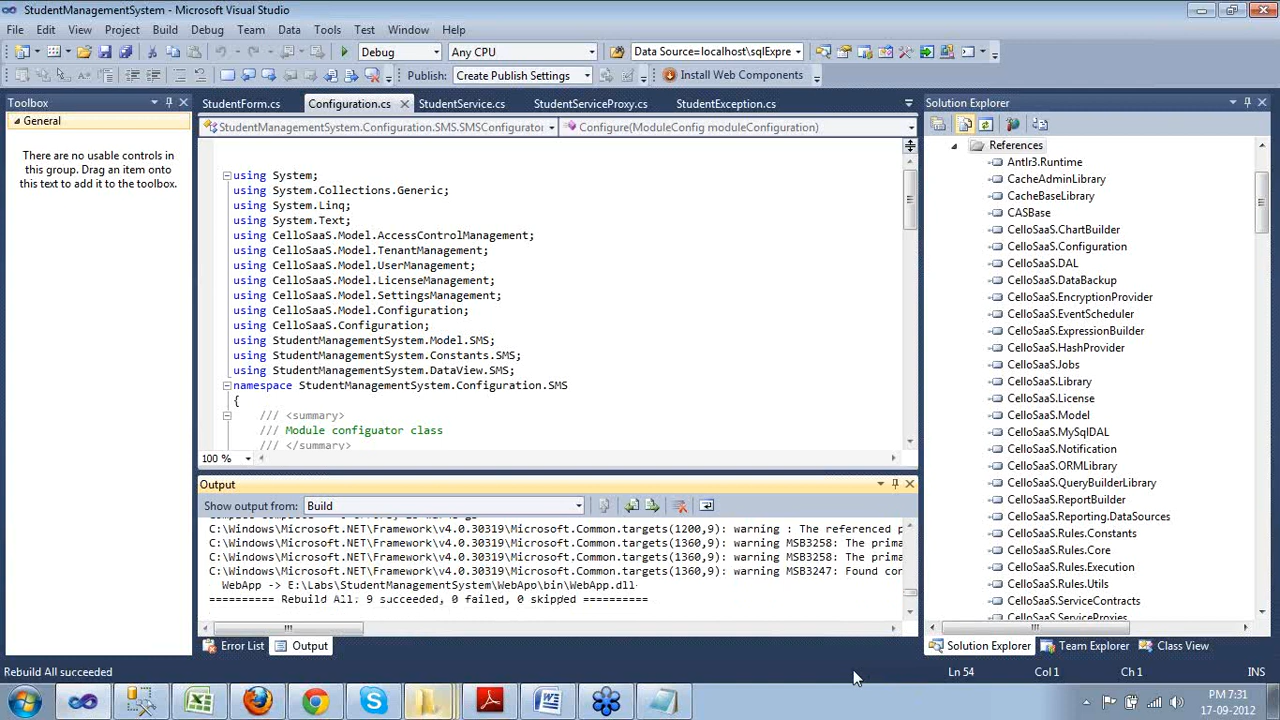 StudentManagementSystem - Microsoft Visual Studio
File Edit View Project Build Debug Team Data Tools Test Window Help
Debug Any CPU Data Source=localhost\sqlExpre
Publish: Create Publish Settings Install Web Components
Toolbox
General
There are no usable controls in
this group. Drag an item onto
this text to add it to the toolbox.
StudentForm.cs Configuration.cs StudentService.cs StudentServiceProxy.cs StudentException.cs
StudentManagementSystem.Configuration.SMS.SMSConfigurator Configure(ModuleConfig moduleConfiguration)
using System;
using System.Collections.Generic;
using System.Linq;
using System.Text;
using CelloSaaS.Model.AccessControlManagement;
using CelloSaaS.Model.TenantManagement;
using CelloSaaS.Model.UserManagement;
using CelloSaaS.Model.LicenseManagement;
using CelloSaaS.Model.SettingsManagement;
using CelloSaaS.Model.Configuration;
using CelloSaaS.Configuration;
using StudentManagementSystem.Model.SMS;
using StudentManagementSystem.Constants.SMS;
using StudentManagementSystem.DataView.SMS;
namespace StudentManagementSystem.Configuration.SMS
{
/// <summary>
/// Module configuator class
/// </summary>
100 %
Output
Show output from: Build
C:\Windows\Microsoft.NET\Framework\v4.0.30319\Microsoft.Common.targets(1200,9): warning : The referenced p
C:\Windows\Microsoft.NET\Framework\v4.0.30319\Microsoft.Common.targets(1360,9): warning MSB3258: The prima
C:\Windows\Microsoft.NET\Framework\v4.0.30319\Microsoft.Common.targets(1360,9): warning MSB3258: The prima
C:\Windows\Microsoft.NET\Framework\v4.0.30319\Microsoft.Common.targets(1360,9): warning MSB3247: Found con
WebApp -> E:\Labs\StudentManagementSystem\WebApp\bin\WebApp.dll
========== Rebuild All: 9 succeeded, 0 failed, 0 skipped ==========
Error List Output
Solution Explorer
References
Antlr3.Runtime
CacheAdminLibrary
CacheBaseLibrary
CASBase
CelloSaaS.ChartBuilder
CelloSaaS.Configuration
CelloSaaS.DAL
CelloSaaS.DataBackup
CelloSaaS.EncryptionProvider
CelloSaaS.EventScheduler
CelloSaaS.ExpressionBuilder
CelloSaaS.HashProvider
CelloSaaS.Jobs
CelloSaaS.Library
CelloSaaS.License
CelloSaaS.Model
CelloSaaS.MySqlDAL
CelloSaaS.Notification
CelloSaaS.ORMLibrary
CelloSaaS.QueryBuilderLibrary
CelloSaaS.ReportBuilder
CelloSaaS.Reporting.DataSources
CelloSaaS.Rules.Constants
CelloSaaS.Rules.Core
CelloSaaS.Rules.Execution
CelloSaaS.Rules.Utils
CelloSaaS.ServiceContracts
CelloSaaS.ServiceProxies
Solution Explorer Team Explorer Class View
Rebuild All succeeded Ln 54 Col 1 Ch 1 INS
PM 7:31
17-09-2012